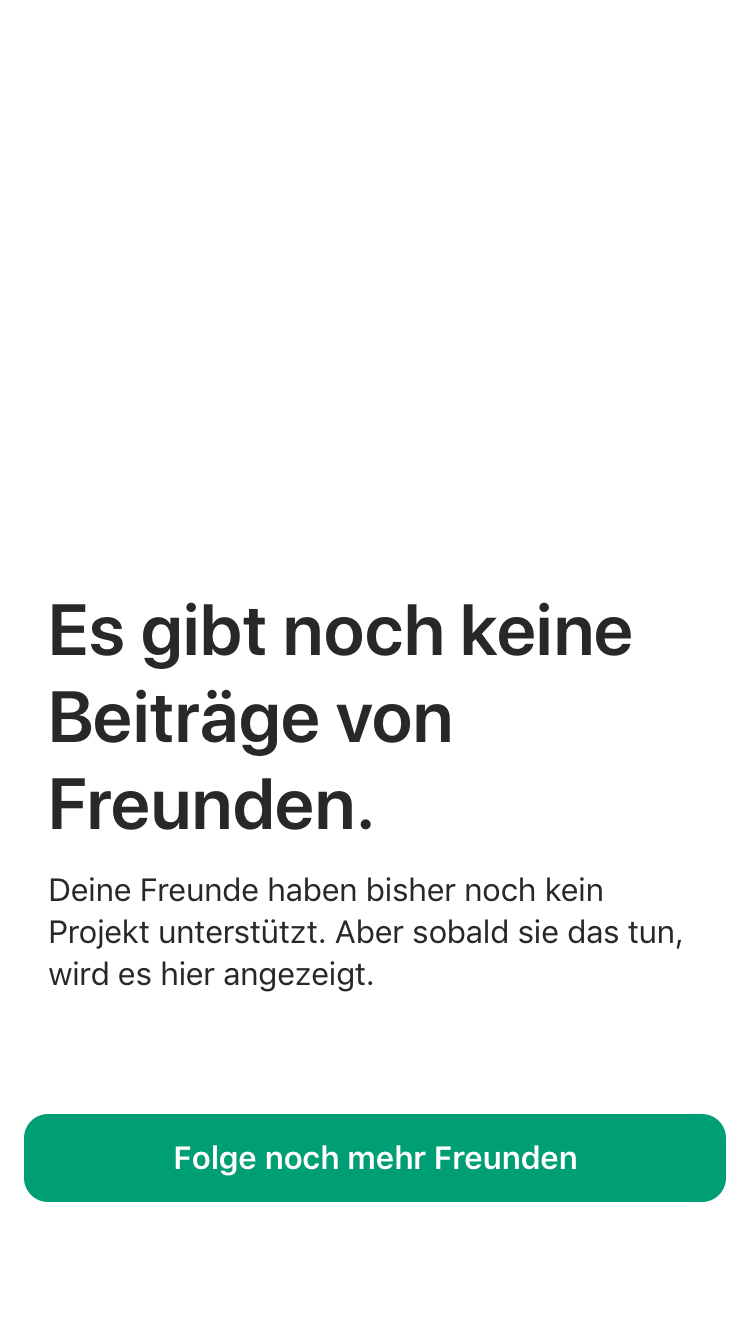 Es gibt noch keine
Beiträge von
Freunden.
Deine Freunde haben bisher noch kein
Projekt unterstützt. Aber sobald sie das tun,
wird es hier angezeigt.
Folge noch mehr Freunden